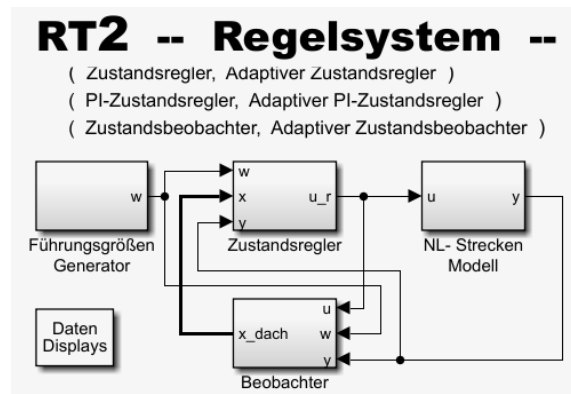 RT2 -- Regelsystem --
( Zustandsregler, Adaptiver Zustandsregler )
( PI-Zustandsregler, Adaptiver PI-Zustandsregler )
( Zustandsbeobachter, Adaptiver Zustandsbeobachter )
w
Führungsgrößen
Generator
w
x
y
u_r
Zustandsregler
u
y
NL- Strecken
Modell
Daten
Displays
x_dach
u
w
y
Beobachter